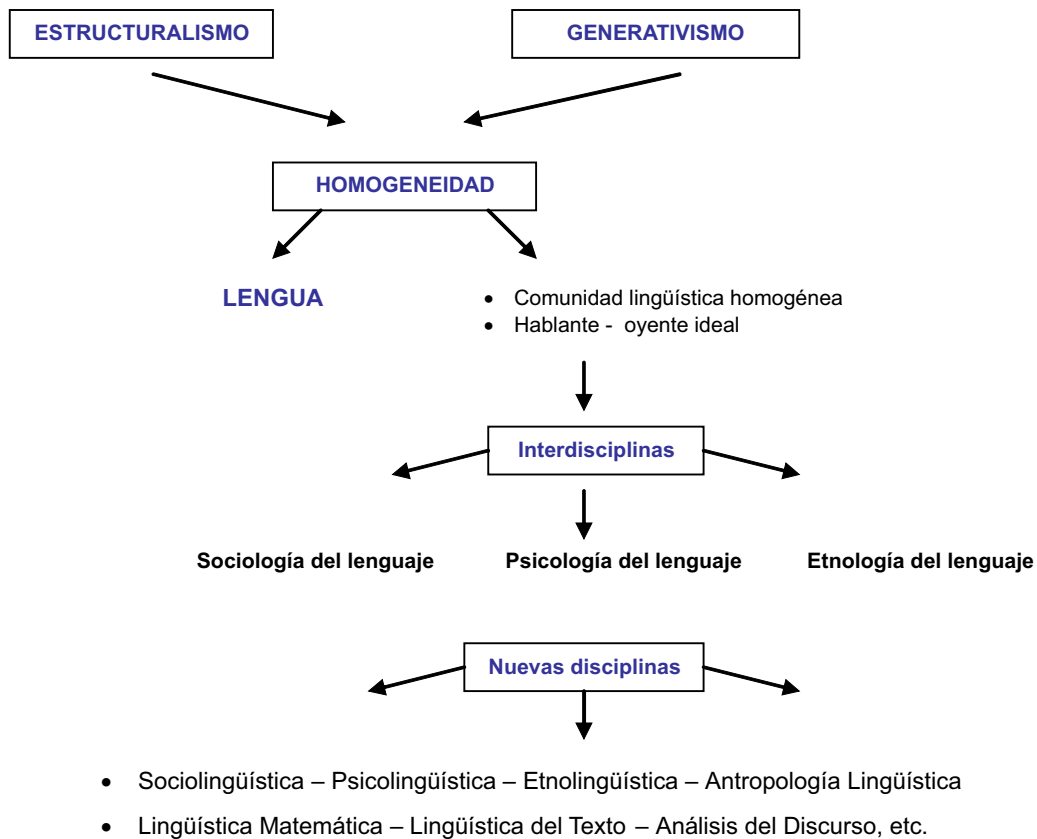 ESTRUCTURALISMO
GENERATIVISMO
HOMOGENEIDAD
LENGUA
• Comunidad lingüística homogénea
• Hablante - oyente ideal
Interdisciplinas
Sociología del lenguaje
Psicología del lenguaje
Etnología del lenguaje
Nuevas disciplinas
• Sociolingüística – Psicolingüística – Etnolingüística – Antropología Lingüística
• Lingüística Matemática – Lingüística del Texto – Análisis del Discurso, etc.